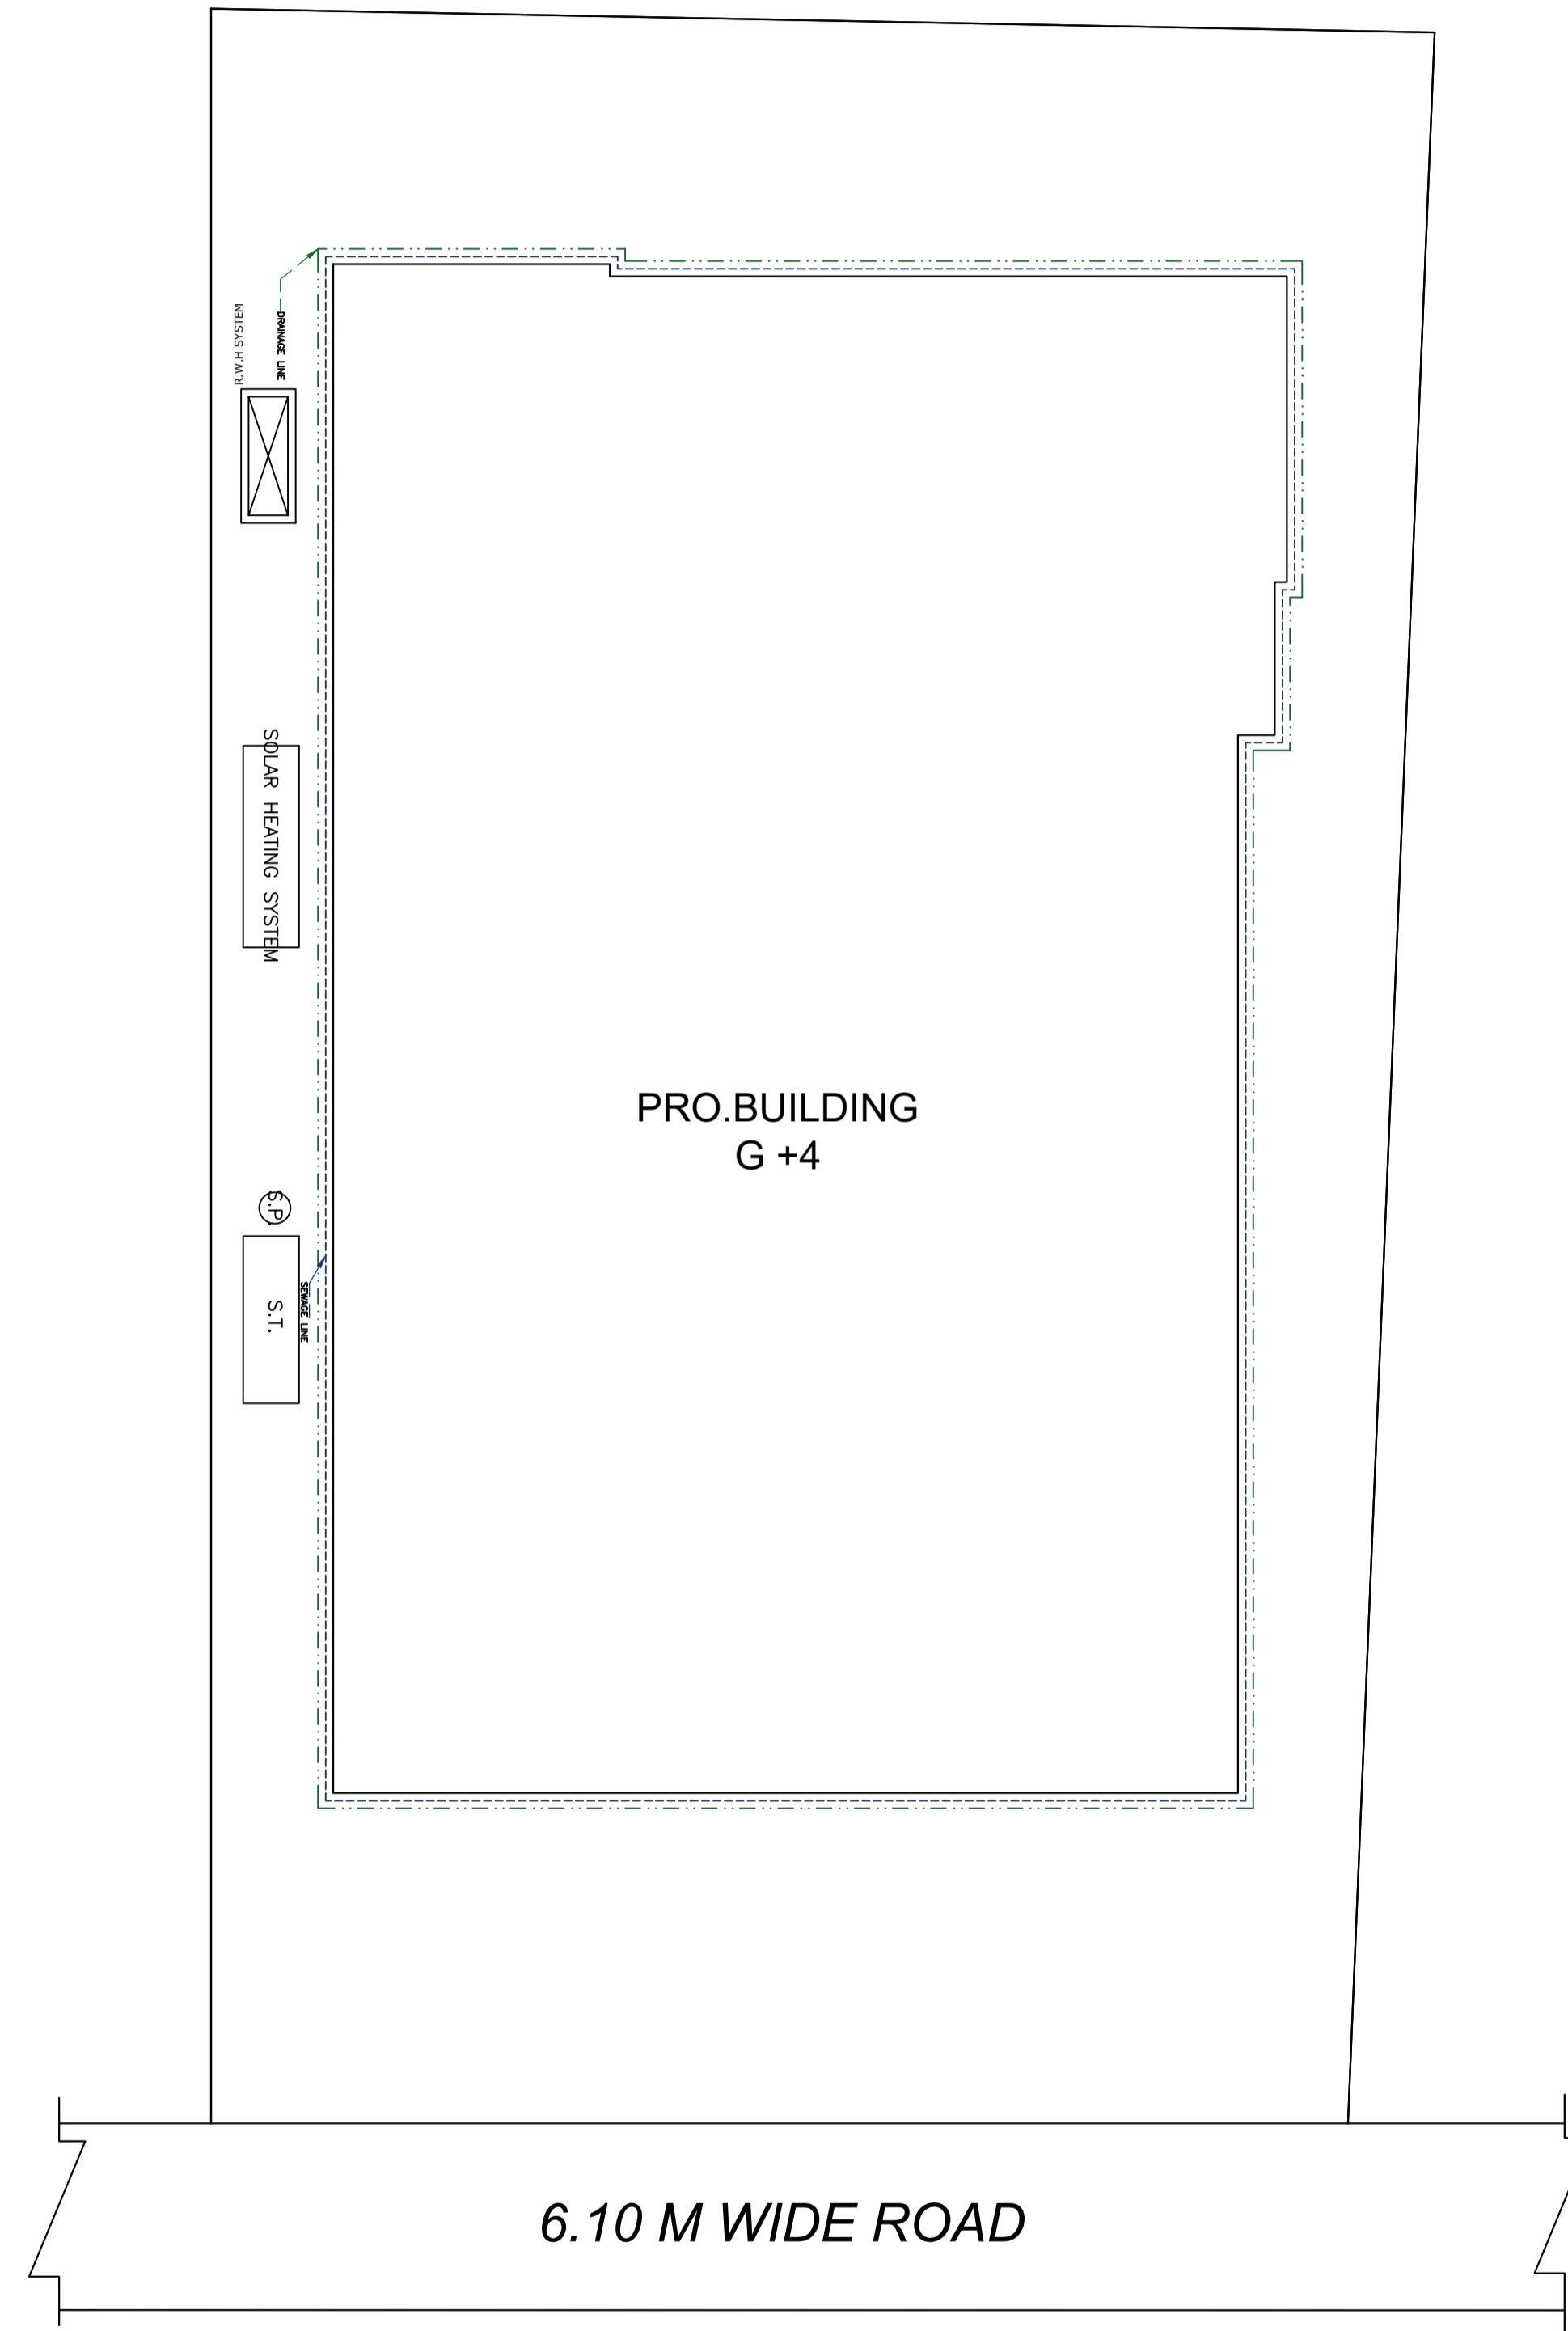 R.W.H SYSTEM
DRAINAGE LINE
SOLAR HEATING SYSTEM
PRO.BUILDING
G +4
S.P.
SEWAGE LINE
S.T.
6.10 M WIDE ROAD